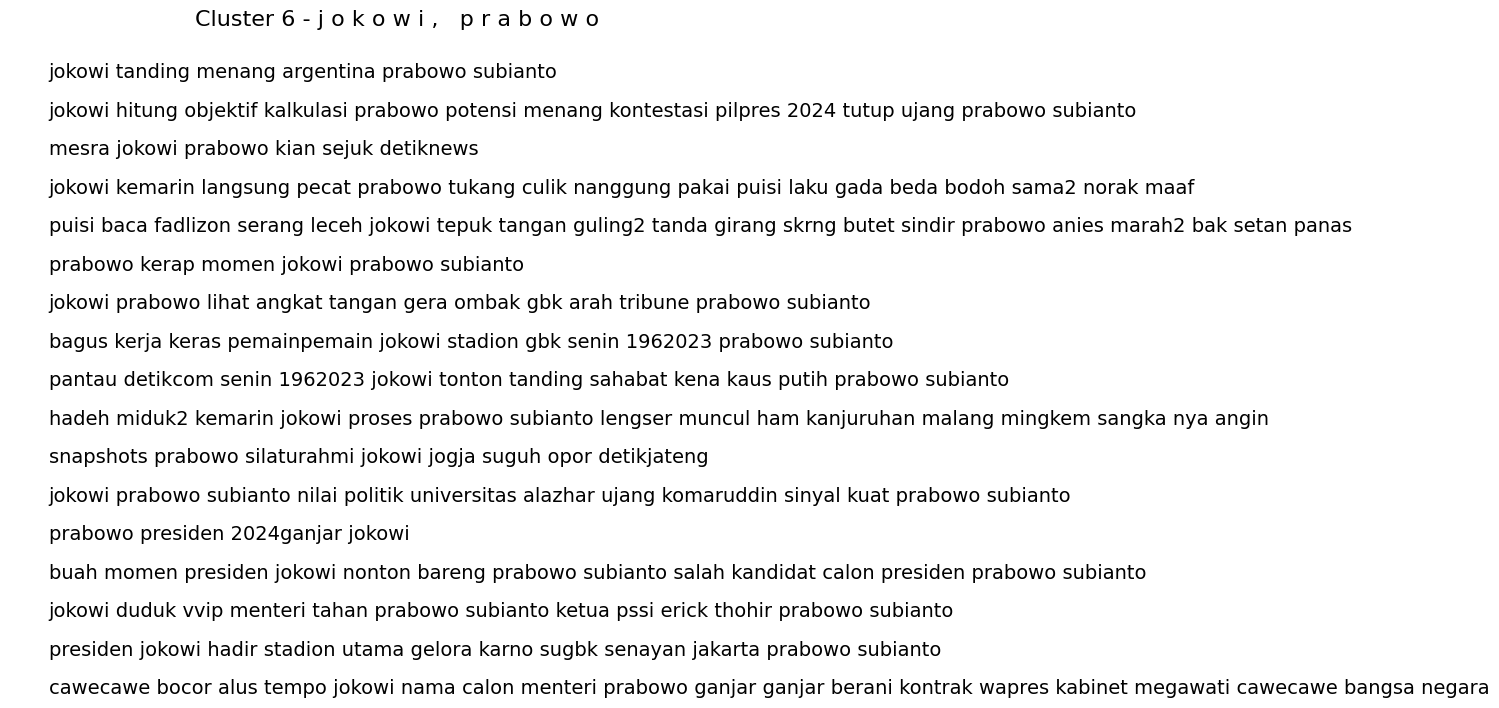 Cluster 6 - j o k o w i ,   p r a b o w o
jokowi tanding menang argentina prabowo subianto
jokowi hitung objektif kalkulasi prabowo potensi menang kontestasi pilpres 2024 tutup ujang prabowo subianto
mesra jokowi prabowo kian sejuk detiknews
jokowi kemarin langsung pecat prabowo tukang culik nanggung pakai puisi laku gada beda bodoh sama2 norak maaf
puisi baca fadlizon serang leceh jokowi tepuk tangan guling2 tanda girang skrng butet sindir prabowo anies marah2 bak setan panas
prabowo kerap momen jokowi prabowo subianto
jokowi prabowo lihat angkat tangan gera ombak gbk arah tribune prabowo subianto
bagus kerja keras pemainpemain jokowi stadion gbk senin 1962023 prabowo subianto
pantau detikcom senin 1962023 jokowi tonton tanding sahabat kena kaus putih prabowo subianto
hadeh miduk2 kemarin jokowi proses prabowo subianto lengser muncul ham kanjuruhan malang mingkem sangka nya angin
snapshots prabowo silaturahmi jokowi jogja suguh opor detikjateng
jokowi prabowo subianto nilai politik universitas alazhar ujang komaruddin sinyal kuat prabowo subianto
prabowo presiden 2024ganjar jokowi
buah momen presiden jokowi nonton bareng prabowo subianto salah kandidat calon presiden prabowo subianto
jokowi duduk vvip menteri tahan prabowo subianto ketua pssi erick thohir prabowo subianto
presiden jokowi hadir stadion utama gelora karno sugbk senayan jakarta prabowo subianto
cawecawe bocor alus tempo jokowi nama calon menteri prabowo ganjar ganjar berani kontrak wapres kabinet megawati cawecawe bangsa negara